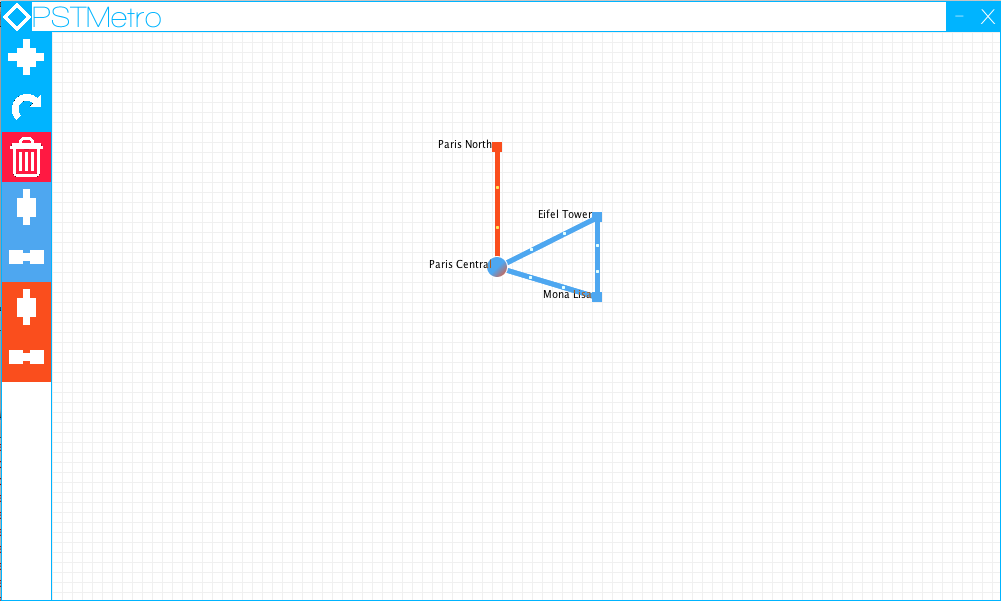 PSTMetro
Paris North
Eifel Tower
Paris Central
Mona Lisa